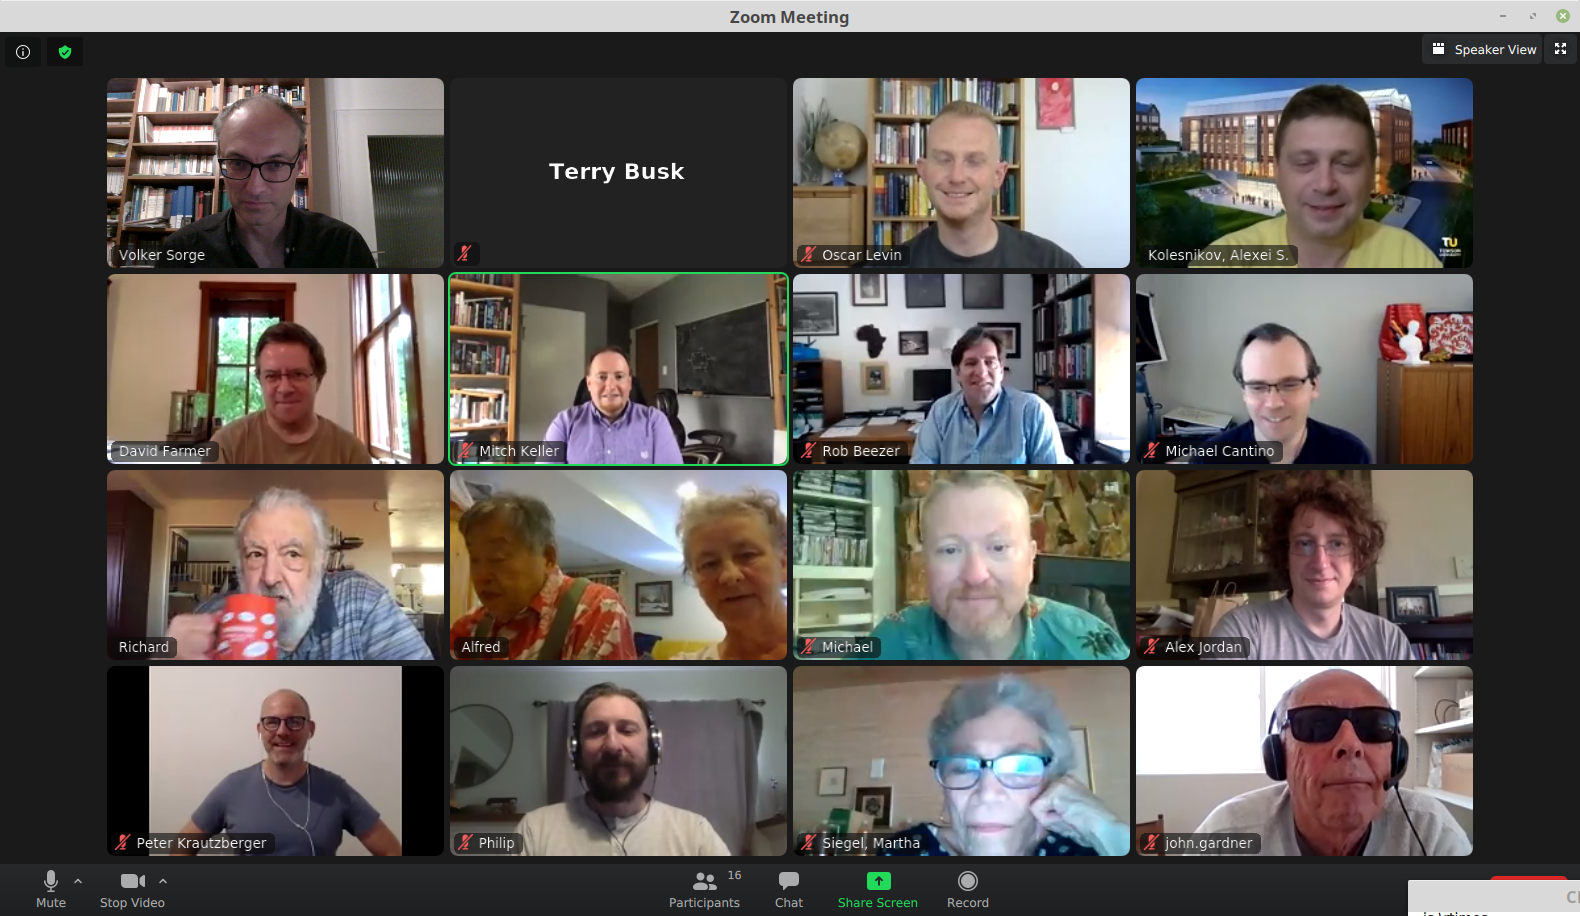 Zoom Meeting
Speaker View
Volker Sorge
Terry Busk
Oscar Levin
Kolesnikov, Alexei S.
TU
David Farmer
Mitch Keller
Rob Beezer
Michael Cantino
Richard
Alfred
Michael
Alex Jordan
Peter Krautzberger
Philip
Siegel, Martha
john.gardner
Mute
Stop Video
Participants
16
Chat
Share Screen
Record